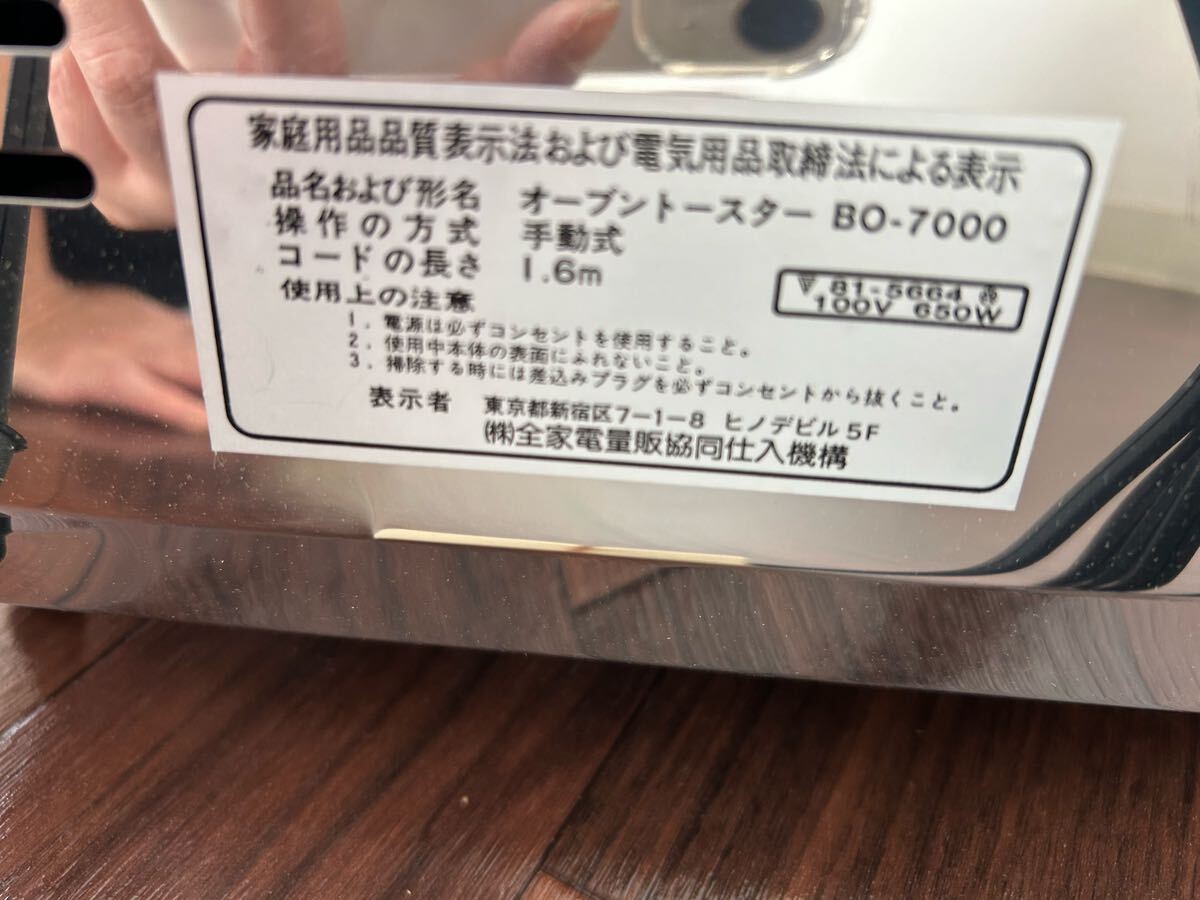 家庭用品品質表示法および電気用品取締法による表示
品名および形名 オーブントースター BO-7000
操作の方式 手動式
コードの長さ 1.6m
81-5664
100V 650W
使用上の注意
1. 電源は必ずコンセントを使用すること。
2. 使用中本体の表面にふれないこと。
3. 掃除する時には差込みプラグを必ずコンセントから抜くこと。
表示者 東京都新宿区7-1-8 ヒノデビル5F
㈱全家電量販協同仕入機構